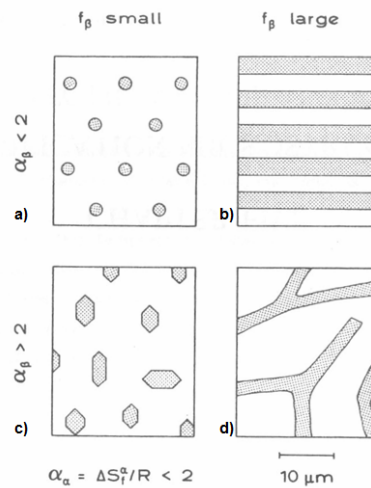 f_β small
f_β large
α_β < 2
a)
b)
α_β > 2
c)
d)
α_α = ΔS_f^α/R < 2
10 μm